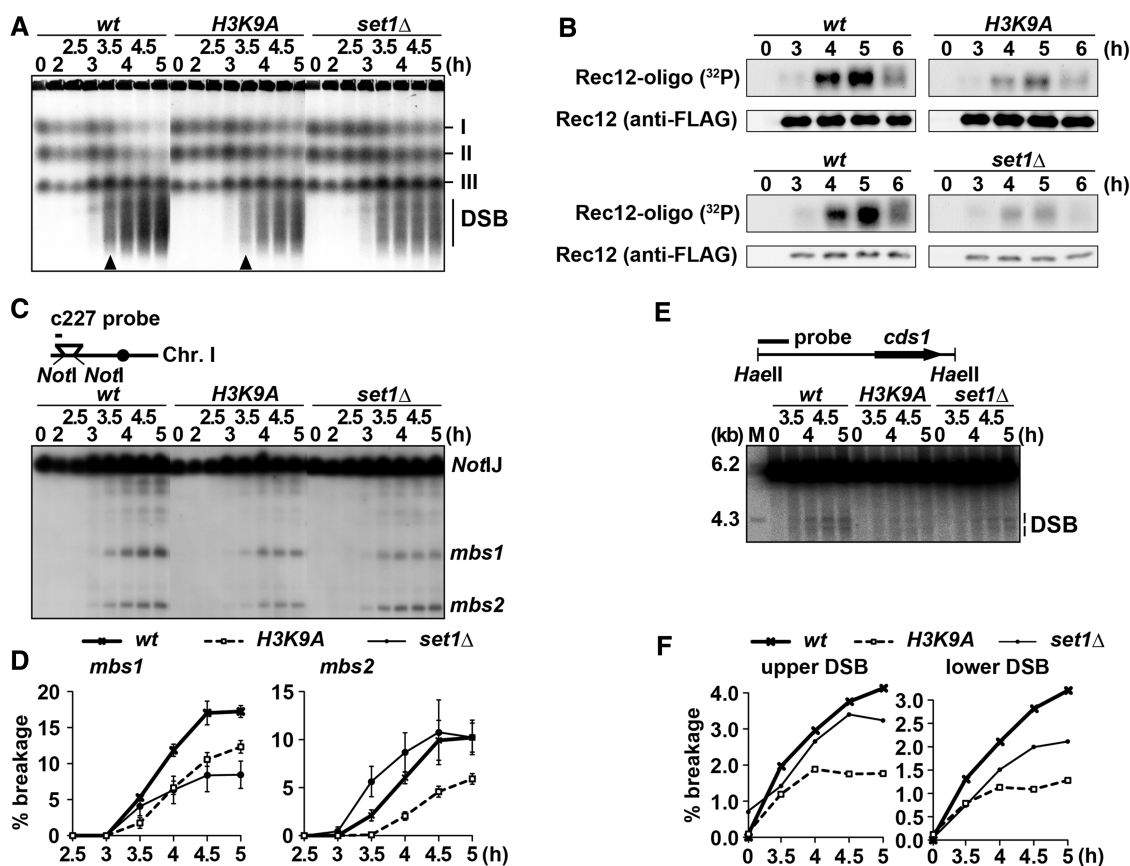 A
wt H3K9A set1Δ
2.5 3.5 4.5 2.5 3.5 4.5 2.5 3.5 4.5
0 2 3 4 5 0 2 3 4 5 0 2 3 4 5 (h)
I
II
III
DSB
B
wt H3K9A
0 3 4 5 6 0 3 4 5 6 (h)
Rec12-oligo (³²P)
Rec12 (anti-FLAG)
wt set1Δ
0 3 4 5 6 0 3 4 5 6 (h)
Rec12-oligo (³²P)
Rec12 (anti-FLAG)
C
c227 probe
Chr. I
NotI NotI
wt H3K9A set1Δ
2.5 3.5 4.5 2.5 3.5 4.5 2.5 3.5 4.5
0 2 3 4 5 0 2 3 4 5 0 2 3 4 5 (h)
NotIJ
mbs1
mbs2
D
wt H3K9A set1Δ
mbs1 mbs2
% breakage
20
15
10
5
0
2.5 3 3.5 4 4.5 5
15
10
5
0
2.5 3 3.5 4 4.5 5 (h)
E
probe cds1
HaeII HaeII
wt H3K9A set1Δ
3.5 4.5 3.5 4.5 3.5 4.5
(kb) M 0 4 5 0 4 5 0 4 5 (h)
6.2
4.3
DSB
F
wt H3K9A set1Δ
upper DSB lower DSB
% breakage
4.0
3.0
2.0
1.0
0
0 3.5 4 4.5 5
3.0
2.5
2.0
1.5
1.0
0.5
0.0
0 3.5 4 4.5 5 (h)